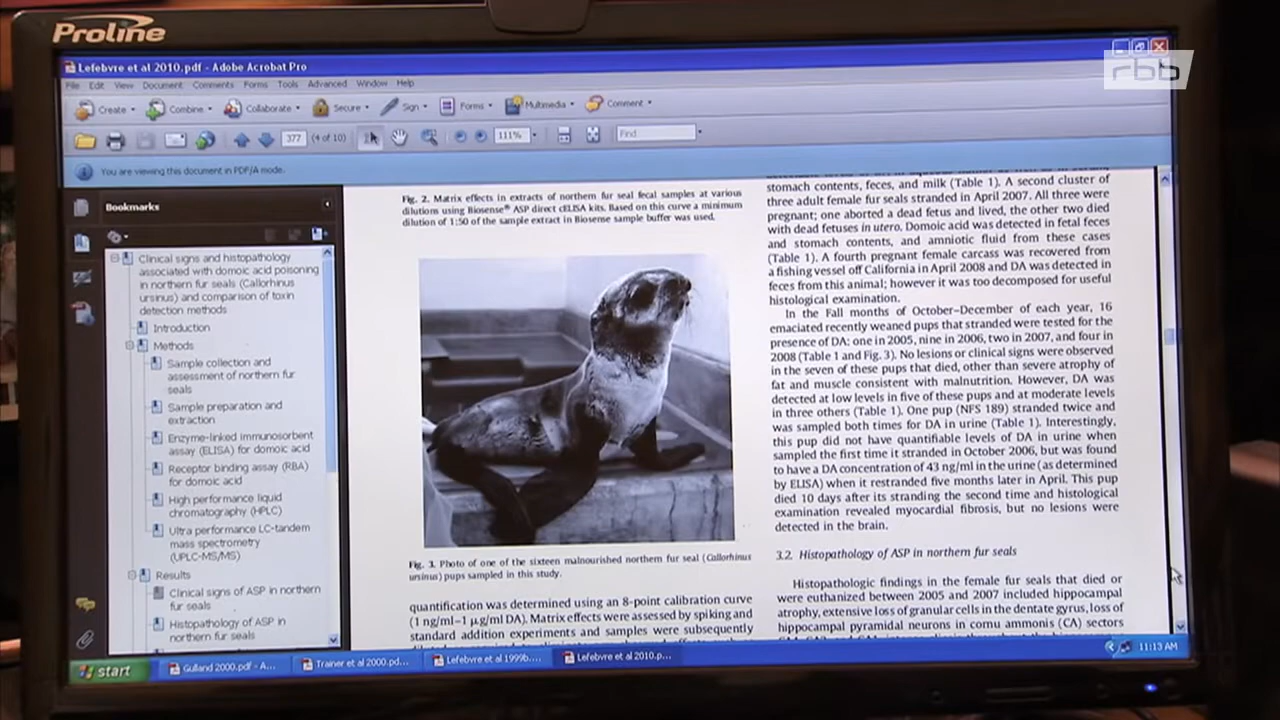 Proline
rbb
Lefebvre et al 2010.pdf - Adobe Acrobat Pro
File Edit View Document Comments Forms Tools Advanced Window Help
Create Combine Collaborate Secure Sign Forms Multimedia Comment
377 (4 of 10) 111% Find
You are viewing this document in PDF/A mode.
Bookmarks
Clinical signs and histopathology
associated with domoic acid poisoning
in northern fur seals (Callorhinus
ursinus) and comparison of toxin
detection methods
Introduction
Methods
Sample collection and
assessment of northern fur
seals
Sample preparation and
extraction
Enzyme-linked immunosorbent
assay (ELISA) for domoic acid
Receptor binding assay (RBA)
for domoic acid
High performance liquid
chromatography (HPLC)
Ultra performance LC-tandem
mass spectrometry
(UPLC-MS/MS)
Results
Clinical signs of ASP in northern
fur seals
Histopathology of ASP in
northern fur seals
Fig. 2. Matrix effects in extracts of northern fur seal fecal samples at various
dilutions using Biosense® ASP direct cELISA kits. Based on this curve a minimum
dilution of 1:50 of the sample extract in Biosense sample buffer was used.
Fig. 3. Photo of one of the sixteen malnourished northern fur seal (Callorhinus
ursinus) pups sampled in this study.
quantification was determined using an 8-point calibration curve
(1 ng/ml–1 μg/ml DA). Matrix effects were assessed by spiking and
standard addition experiments and samples were subsequently
stomach contents, feces, and milk (Table 1). A second cluster of
three adult female fur seals stranded in April 2007. All three were
pregnant; one aborted a dead fetus and lived, the other two died
with dead fetuses in utero. Domoic acid was detected in fetal feces
and stomach contents, and amniotic fluid from these cases
(Table 1). A fourth pregnant female carcass was recovered from
a fishing vessel off California in April 2008 and DA was detected in
feces from this animal; however it was too decomposed for useful
histological examination.
In the Fall months of October–December of each year, 16
emaciated recently weaned pups that stranded were tested for the
presence of DA: one in 2005, nine in 2006, two in 2007, and four in
2008 (Table 1 and Fig. 3). No lesions or clinical signs were observed
in the seven of these pups that died, other than severe atrophy of
fat and muscle consistent with malnutrition. However, DA was
detected at low levels in five of these pups and at moderate levels
in three others (Table 1). One pup (NFS 189) stranded twice and
was sampled both times for DA in urine (Table 1). Interestingly,
this pup did not have quantifiable levels of DA in urine when
sampled the first time it stranded in October 2006, but was found
to have a DA concentration of 43 ng/ml in the urine (as determined
by ELISA) when it restranded five months later in April. This pup
died 10 days after its stranding the second time and histological
examination revealed myocardial fibrosis, but no lesions were
detected in the brain.
3.2. Histopathology of ASP in northern fur seals
Histopathologic findings in the female fur seals that died or
were euthanized between 2005 and 2007 included hippocampal
atrophy, extensive loss of granular cells in the dentate gyrus, loss of
hippocampal pyramidal neurons in cornu ammonis (CA) sectors
start Gulland 2000.pdf - A... Trainer et al 2000.pd... Lefebvre et al 1999b.... Lefebvre et al 2010.p... 11:13 AM